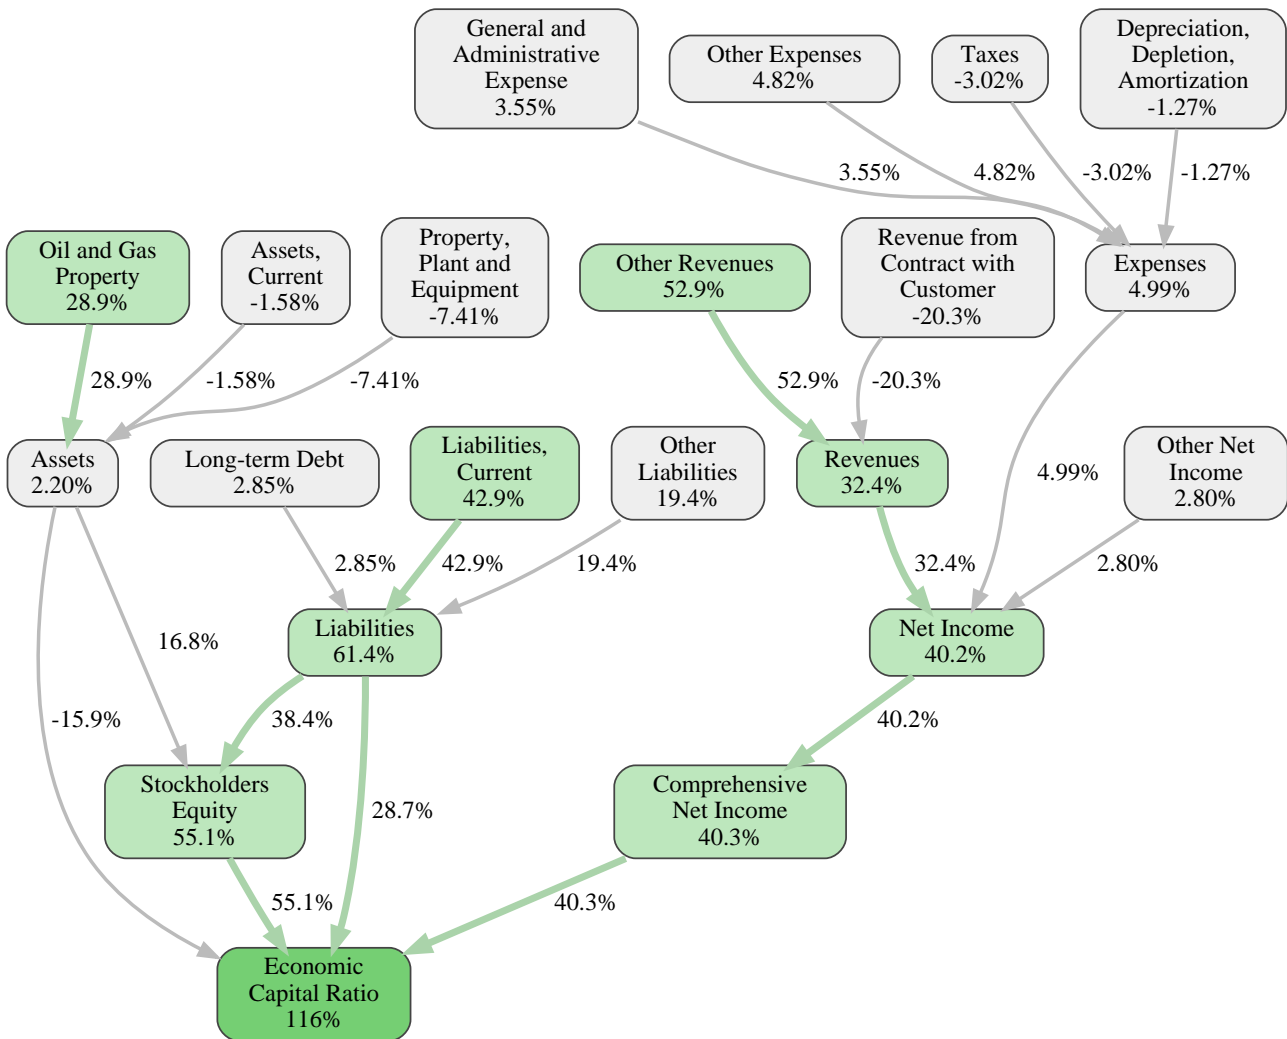 General and
Administrative
Expense
3.55%
Other Expenses
4.82%
Taxes
-3.02%
Depreciation,
Depletion,
Amortization
-1.27%
3.55%
4.82%
-3.02%
-1.27%
Oil and Gas
Property
28.9%
Assets,
Current
-1.58%
Property,
Plant and
Equipment
-7.41%
Other Revenues
52.9%
Revenue from
Contract with
Customer
-20.3%
Expenses
4.99%
28.9%
-1.58%
-7.41%
52.9%
-20.3%
Assets
2.20%
Long-term Debt
2.85%
Liabilities,
Current
42.9%
Other
Liabilities
19.4%
Revenues
32.4%
4.99%
Other Net
Income
2.80%
2.85%
42.9%
19.4%
32.4%
2.80%
16.8%
Liabilities
61.4%
Net Income
40.2%
-15.9%
38.4%
40.2%
Stockholders
Equity
55.1%
28.7%
Comprehensive
Net Income
40.3%
55.1%
40.3%
Economic
Capital Ratio
116%